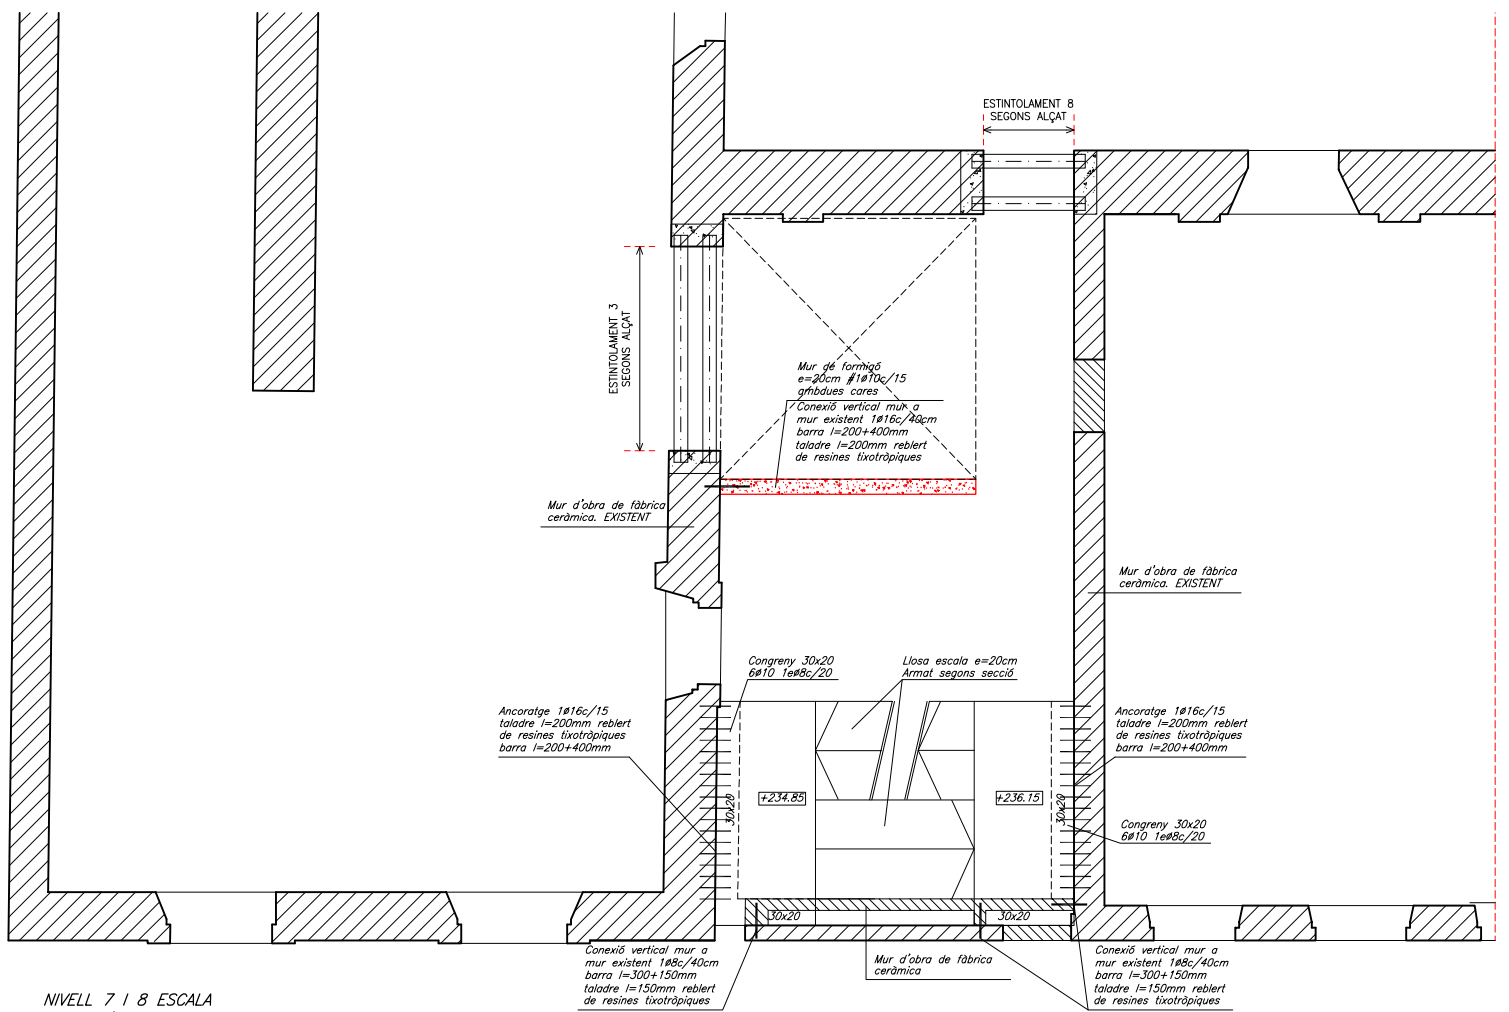 ESTINTOLAMENT 8
SEGONS ALÇAT
ESTINTOLAMENT 3
SEGONS ALÇAT
Mur de formigó
e=20cm #1ø10c/15
ambdues cares
Conexió vertical mur a
mur existent 1ø16c/40cm
barra l=200+400mm
taladre l=200mm reblert
de resines tixotròpiques
Mur d'obra de fàbrica
ceràmica. EXISTENT
Mur d'obra de fàbrica
ceràmica. EXISTENT
Congreny 30x20
6ø10 1eø8c/20
Llosa escala e=20cm
Armat segons secció
Ancoratge 1ø16c/15
taladre l=200mm reblert
de resines tixotròpiques
barra l=200+400mm
Ancoratge 1ø16c/15
taladre l=200mm reblert
de resines tixotròpiques
barra l=200+400mm
+234.85
30x20
+236.15
30x20
Congreny 30x20
6ø10 1eø8c/20
30x20
30x20
Conexió vertical mur a
mur existent 1ø8c/40cm
barra l=300+150mm
taladre l=150mm reblert
de resines tixotròpiques
Mur d'obra de fàbrica
ceràmica
Conexió vertical mur a
mur existent 1ø8c/40cm
barra l=300+150mm
taladre l=150mm reblert
de resines tixotròpiques
NIVELL 7 I 8 ESCALA